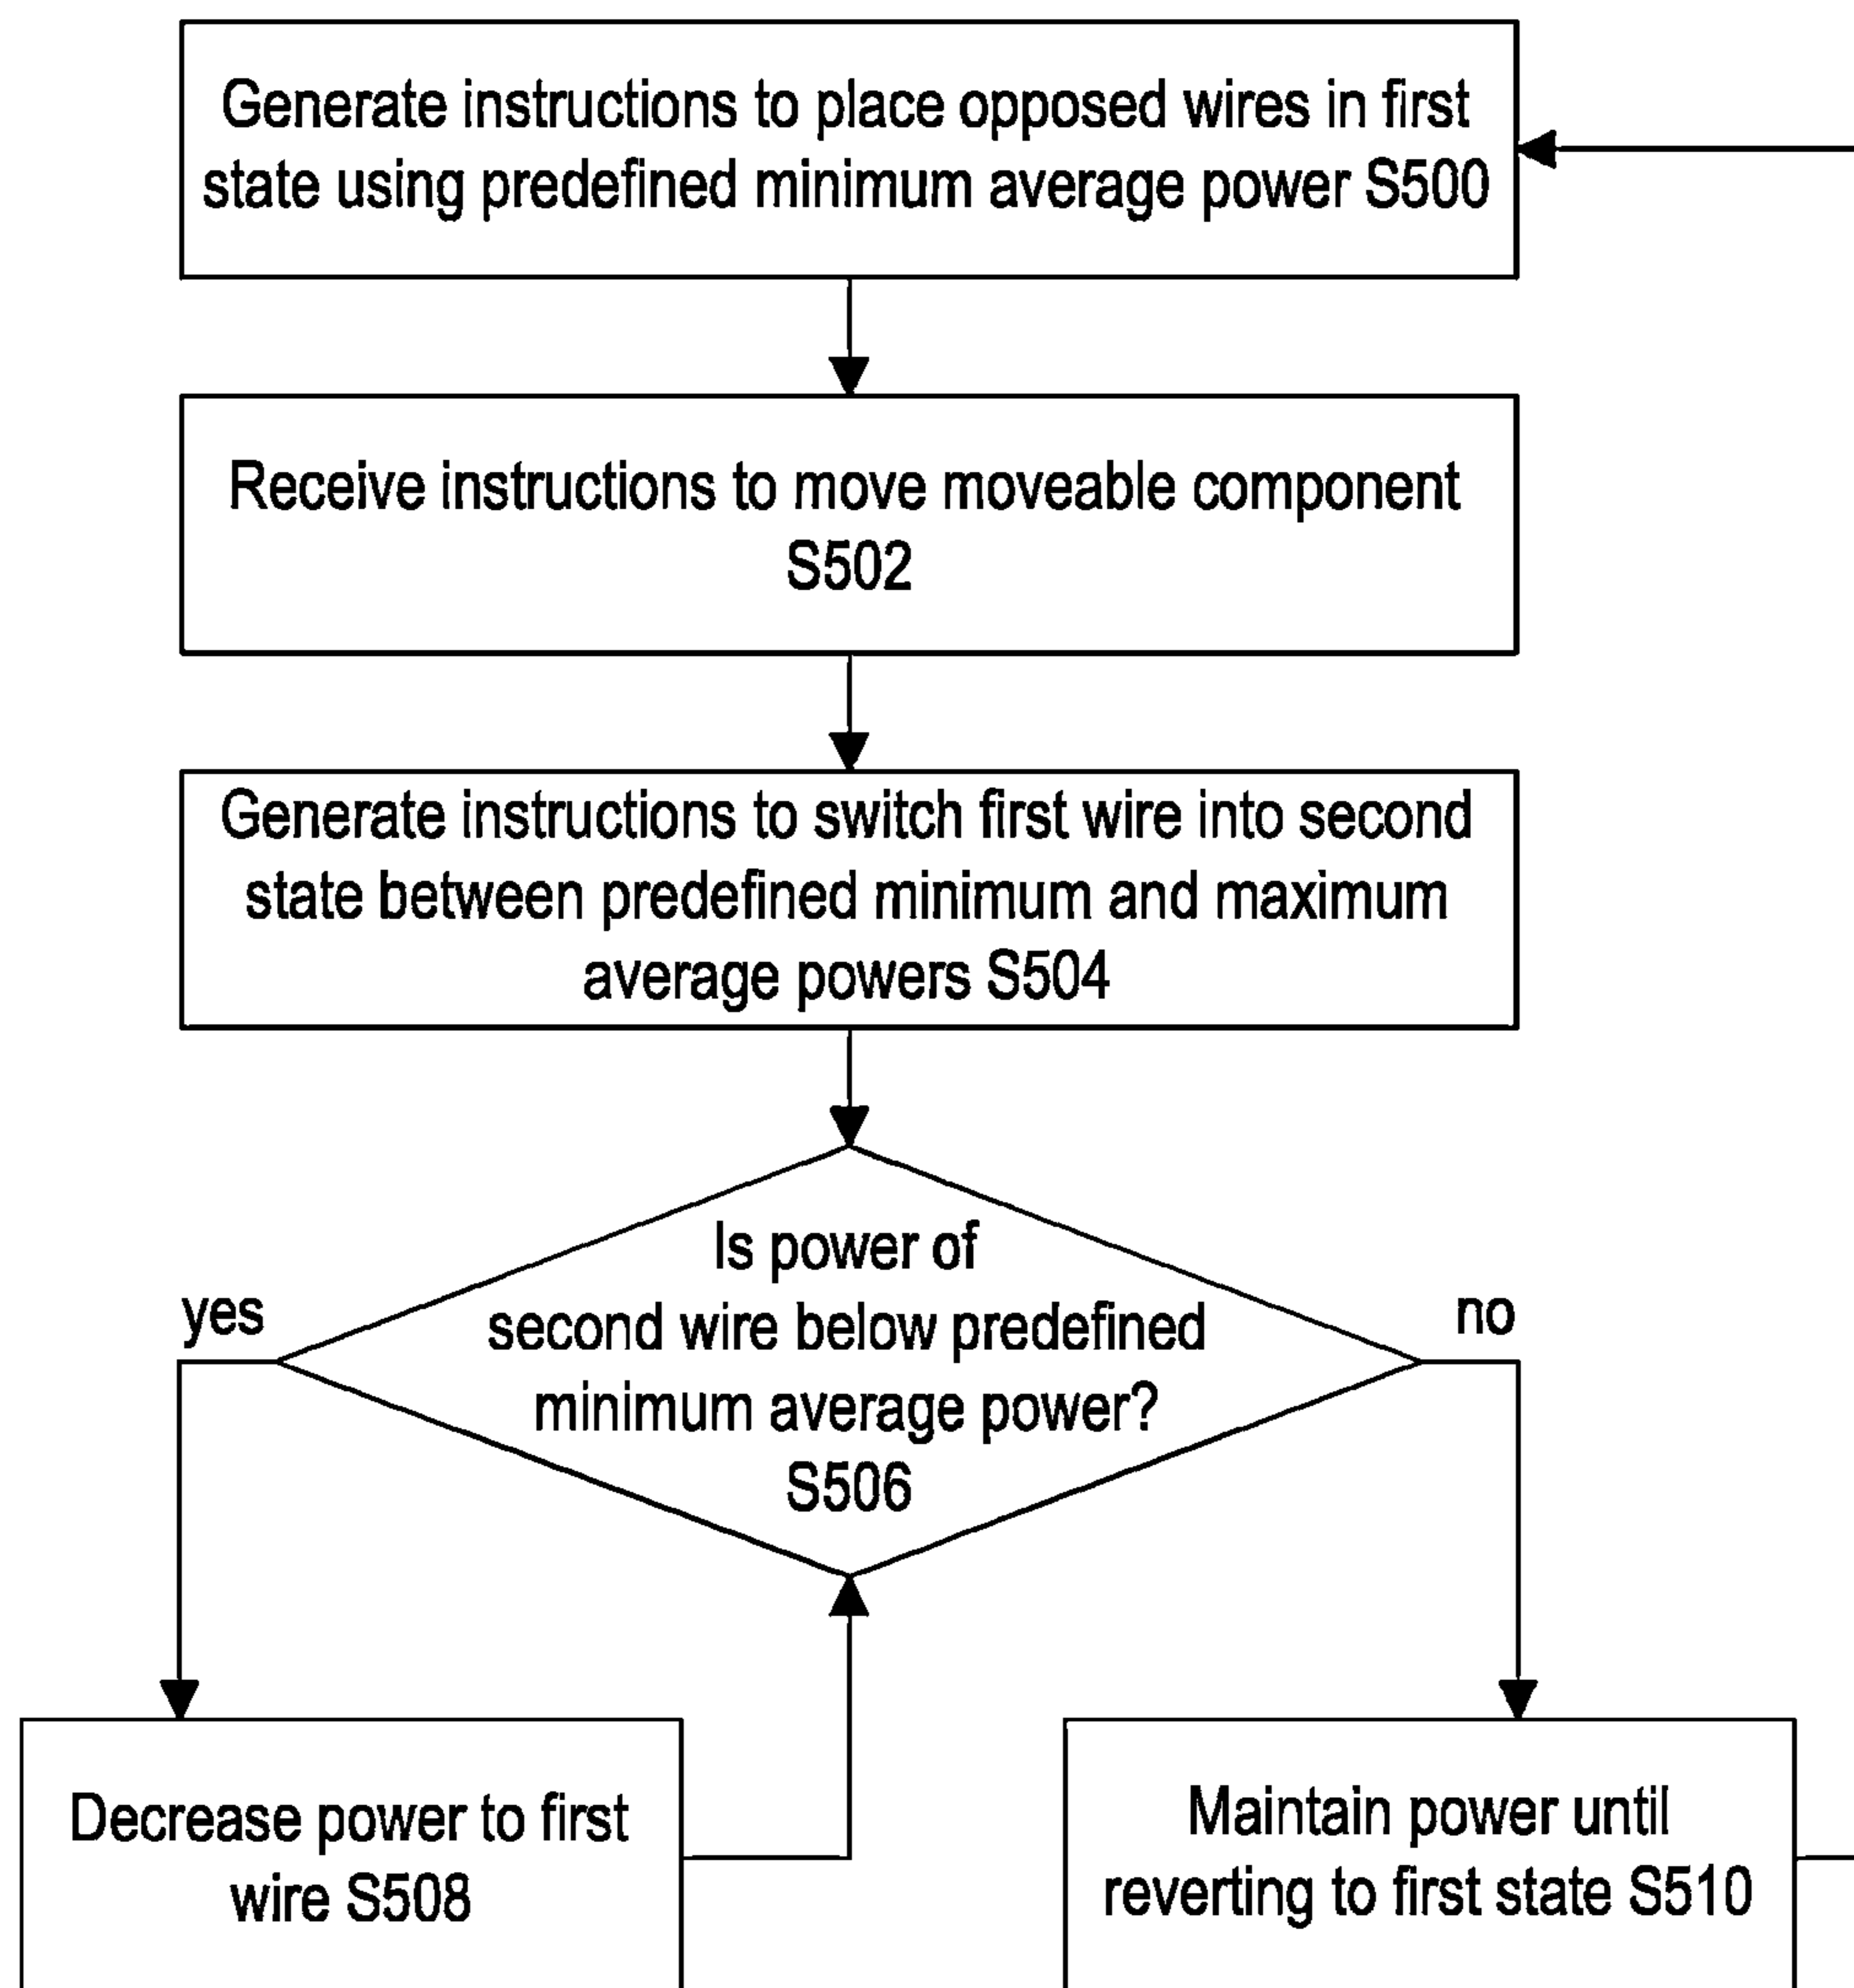 Generate instructions to place opposed wires in first
state using predefined minimum average power S500
Receive instructions to move moveable component
S502
Generate instructions to switch first wire into second
state between predefined minimum and maximum
average powers S504
Is power of
second wire below predefined
minimum average power?
S506
yes
no
Decrease power to first
wire S508
Maintain power until
reverting to first state S510